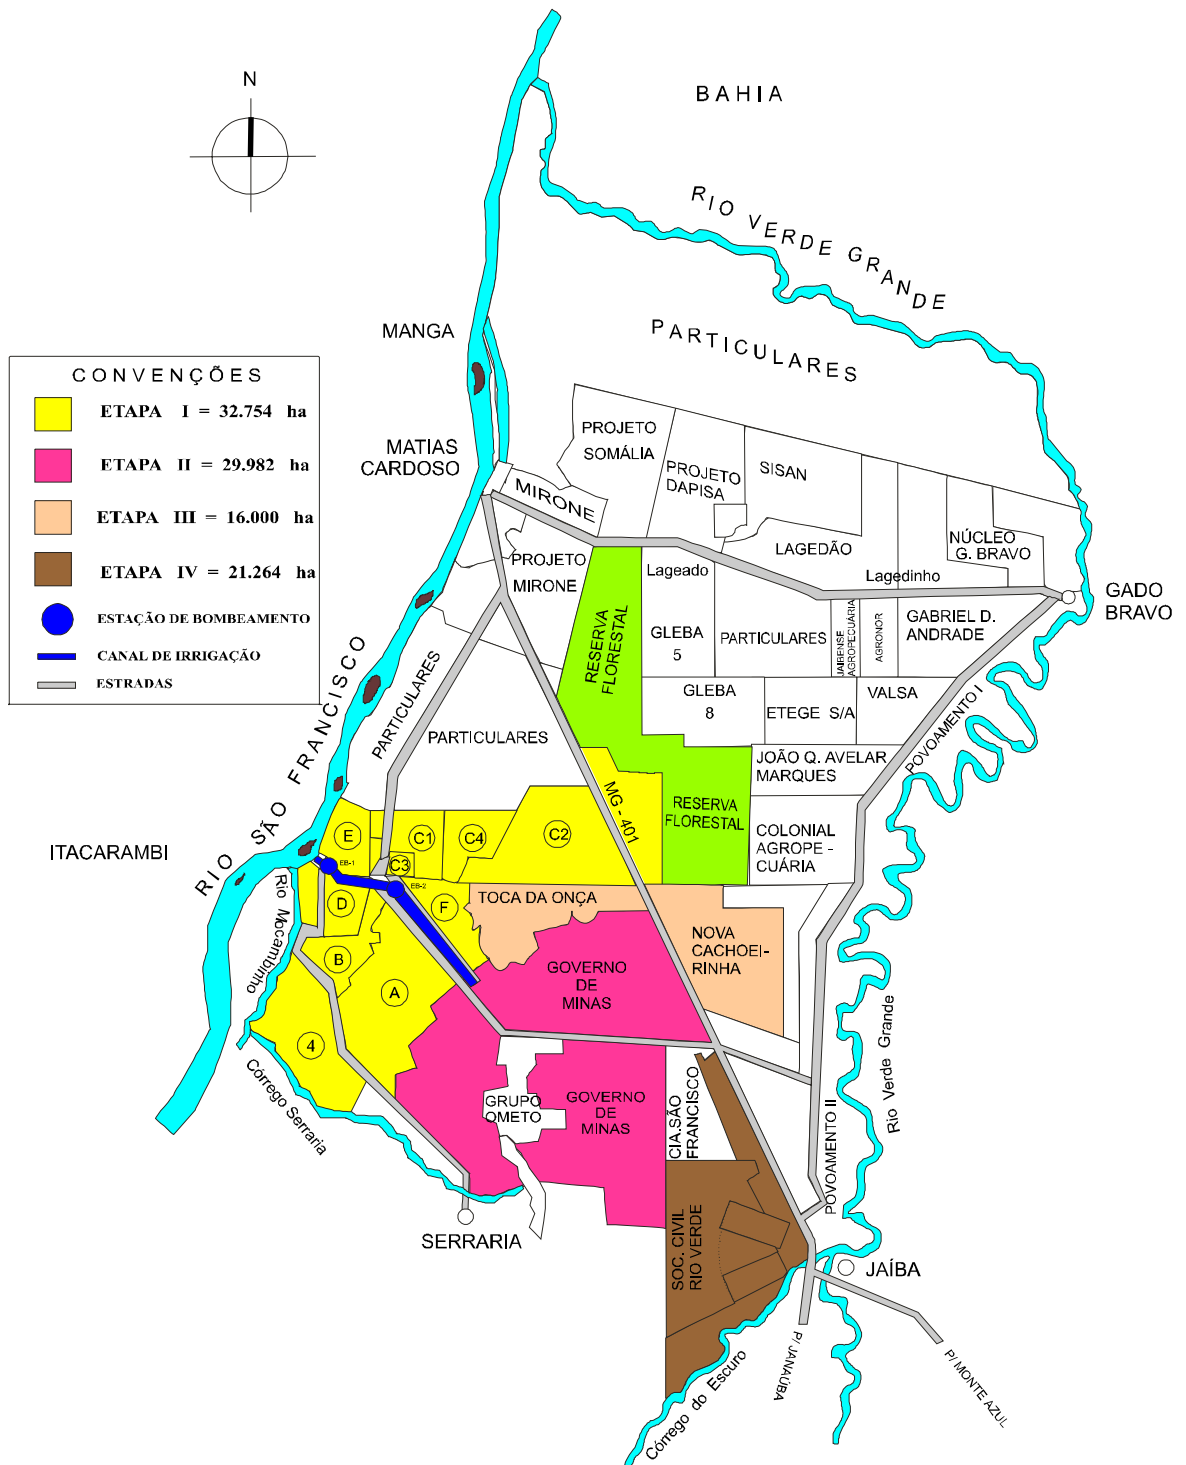 N
BAHIA
RIO VERDE GRANDE
PARTICULARES
MANGA
CONVENÇÕES
ETAPA I = 32.754 ha
ETAPA II = 29.982 ha
ETAPA III = 16.000 ha
ETAPA IV = 21.264 ha
ESTAÇÃO DE BOMBEAMENTO
CANAL DE IRRIGAÇÃO
ESTRADAS
MATIAS
CARDOSO
MIRONE
PROJETO
SOMÁLIA
PROJETO
DAPISA
SISAN
LAGEDÃO
NÚCLEO
G. BRAVO
Lagedinho
GADO
BRAVO
PROJETO
MIRONE
Lageado
GLEBA
5
PARTICULARES
JAIBENSE
AGROPECUÁRIA
AGRONOR
GABRIEL D.
ANDRADE
RESERVA
FLORESTAL
GLEBA
8
ETEGE S/A
VALSA
POVOAMENTO I
RIO SÃO FRANCISCO
PARTICULARES
PARTICULARES
JOÃO Q. AVELAR
MARQUES
MG - 401
RESERVA
FLORESTAL
COLONIAL
AGROPE -
CUÁRIA
ITACARAMBI
E
C1
C4
C2
C3
EB-1
EB-2
D
F
B
A
4
Rio Mocambinho
TOCA DA ONÇA
NOVA
CACHOEI-
RINHA
GOVERNO
DE
MINAS
Rio Verde Grande
Córrego Serraria
GRUPO
OMETO
GOVERNO
DE
MINAS
CIA.SÃO
FRANCISCO
POVOAMENTO II
SERRARIA
SOC. CIVIL
RIO VERDE
JAÍBA
P/ JANAÚBA
P/ MONTE AZUL
Córrego do Escuro